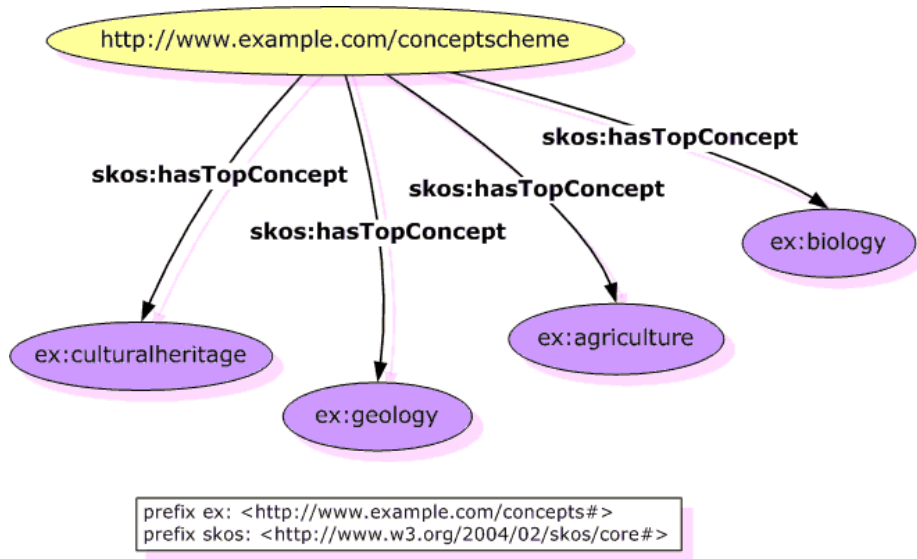 http://www.example.com/conceptscheme
skos:hasTopConcept
skos:hasTopConcept
skos:hasTopConcept
skos:hasTopConcept
ex:biology
ex:agriculture
ex:culturalheritage
ex:geology
prefix ex: <http://www.example.com/concepts#>
prefix skos: <http://www.w3.org/2004/02/skos/core#>